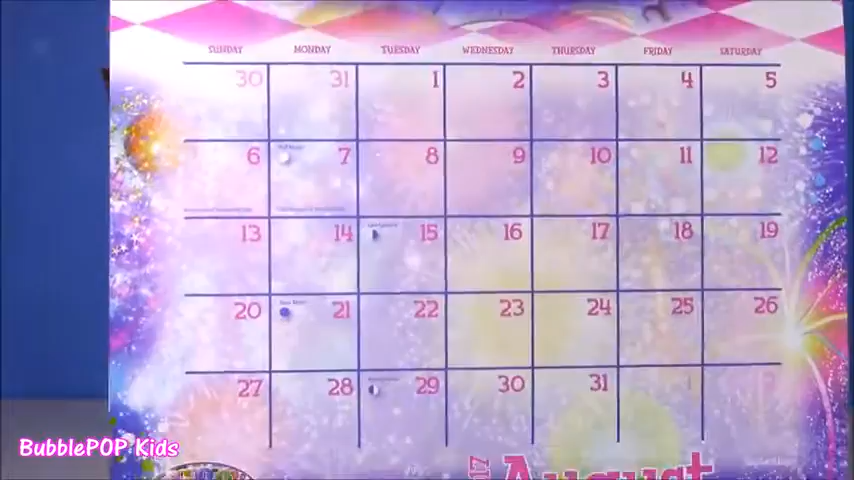 SUNDAY MONDAY TUESDAY WEDNESDAY THURSDAY FRIDAY SATURDAY
30 31 1 2 3 4 5
6 7 8 9 10 11 12
13 14 15 16 17 18 19
20 21 22 23 24 25 26
27 28 29 30 31
BubblePOP Kids
August